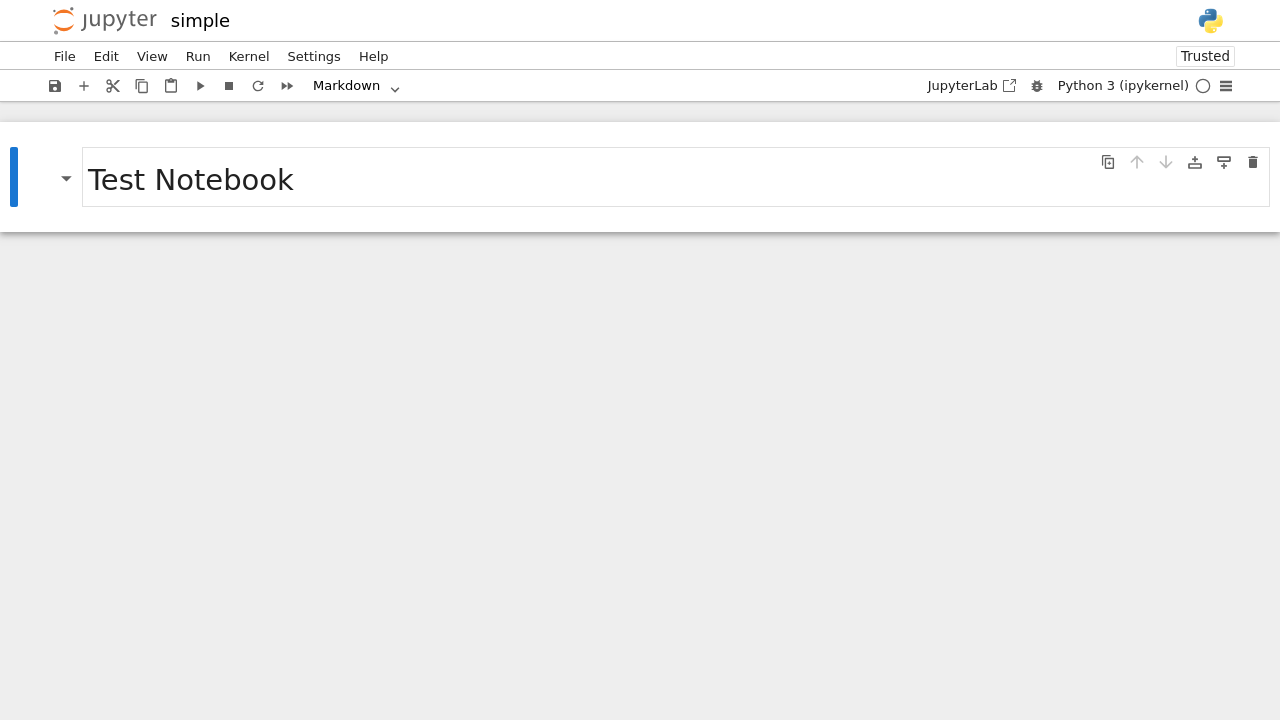 jupyter simple
File Edit View Run Kernel Settings Help Trusted
Markdown JupyterLab Python 3 (ipykernel)
Test Notebook